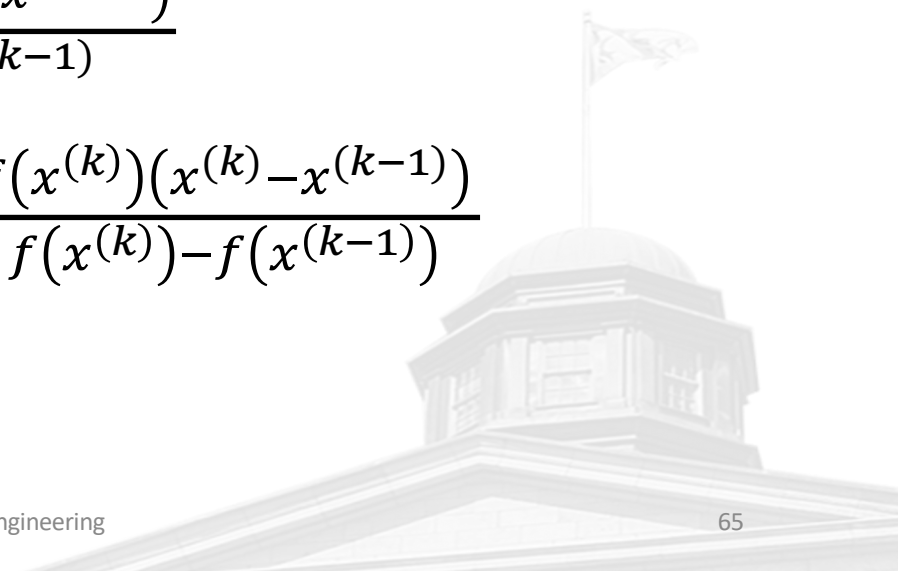 k−1)
(x^(k))(x^(k)−x^(k−1))
f(x^(k))−f(x^(k−1))
ngineering 65